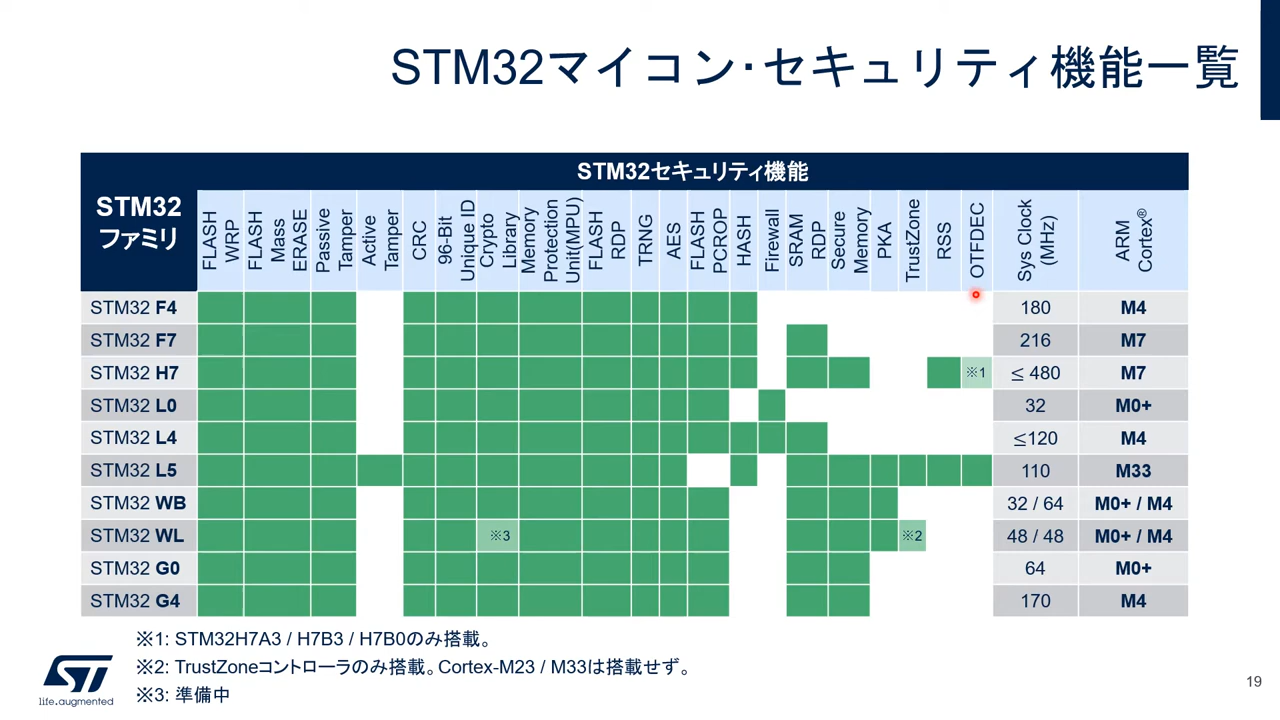 STM32マイコン･セキュリティ機能一覧
STM32
ファミリ
STM32セキュリティ機能
FLASH
WRP
FLASH
Mass
ERASE
Passive
Tamper
Active
Tamper
CRC
96-Bit
Unique ID
Crypto
Library
Memory
Protection
Unit(MPU)
FLASH
RDP
TRNG
AES
FLASH
PCROP
HASH
Firewall
SRAM
RDP
Secure
Memory
PKA
TrustZone
RSS
OTFDEC
Sys Clock
(MHz)
ARM
Cortex®
STM32 F4 180 M4
STM32 F7 216 M7
STM32 H7 ※1 ≤ 480 M7
STM32 L0 32 M0+
STM32 L4 ≤120 M4
STM32 L5 110 M33
STM32 WB 32 / 64 M0+ / M4
STM32 WL ※3 ※2 48 / 48 M0+ / M4
STM32 G0 64 M0+
STM32 G4 170 M4
※1: STM32H7A3 / H7B3 / H7B0のみ搭載。
※2: TrustZoneコントローラのみ搭載。Cortex-M23 / M33は搭載せず。
※3: 準備中
ST
life.augmented
19